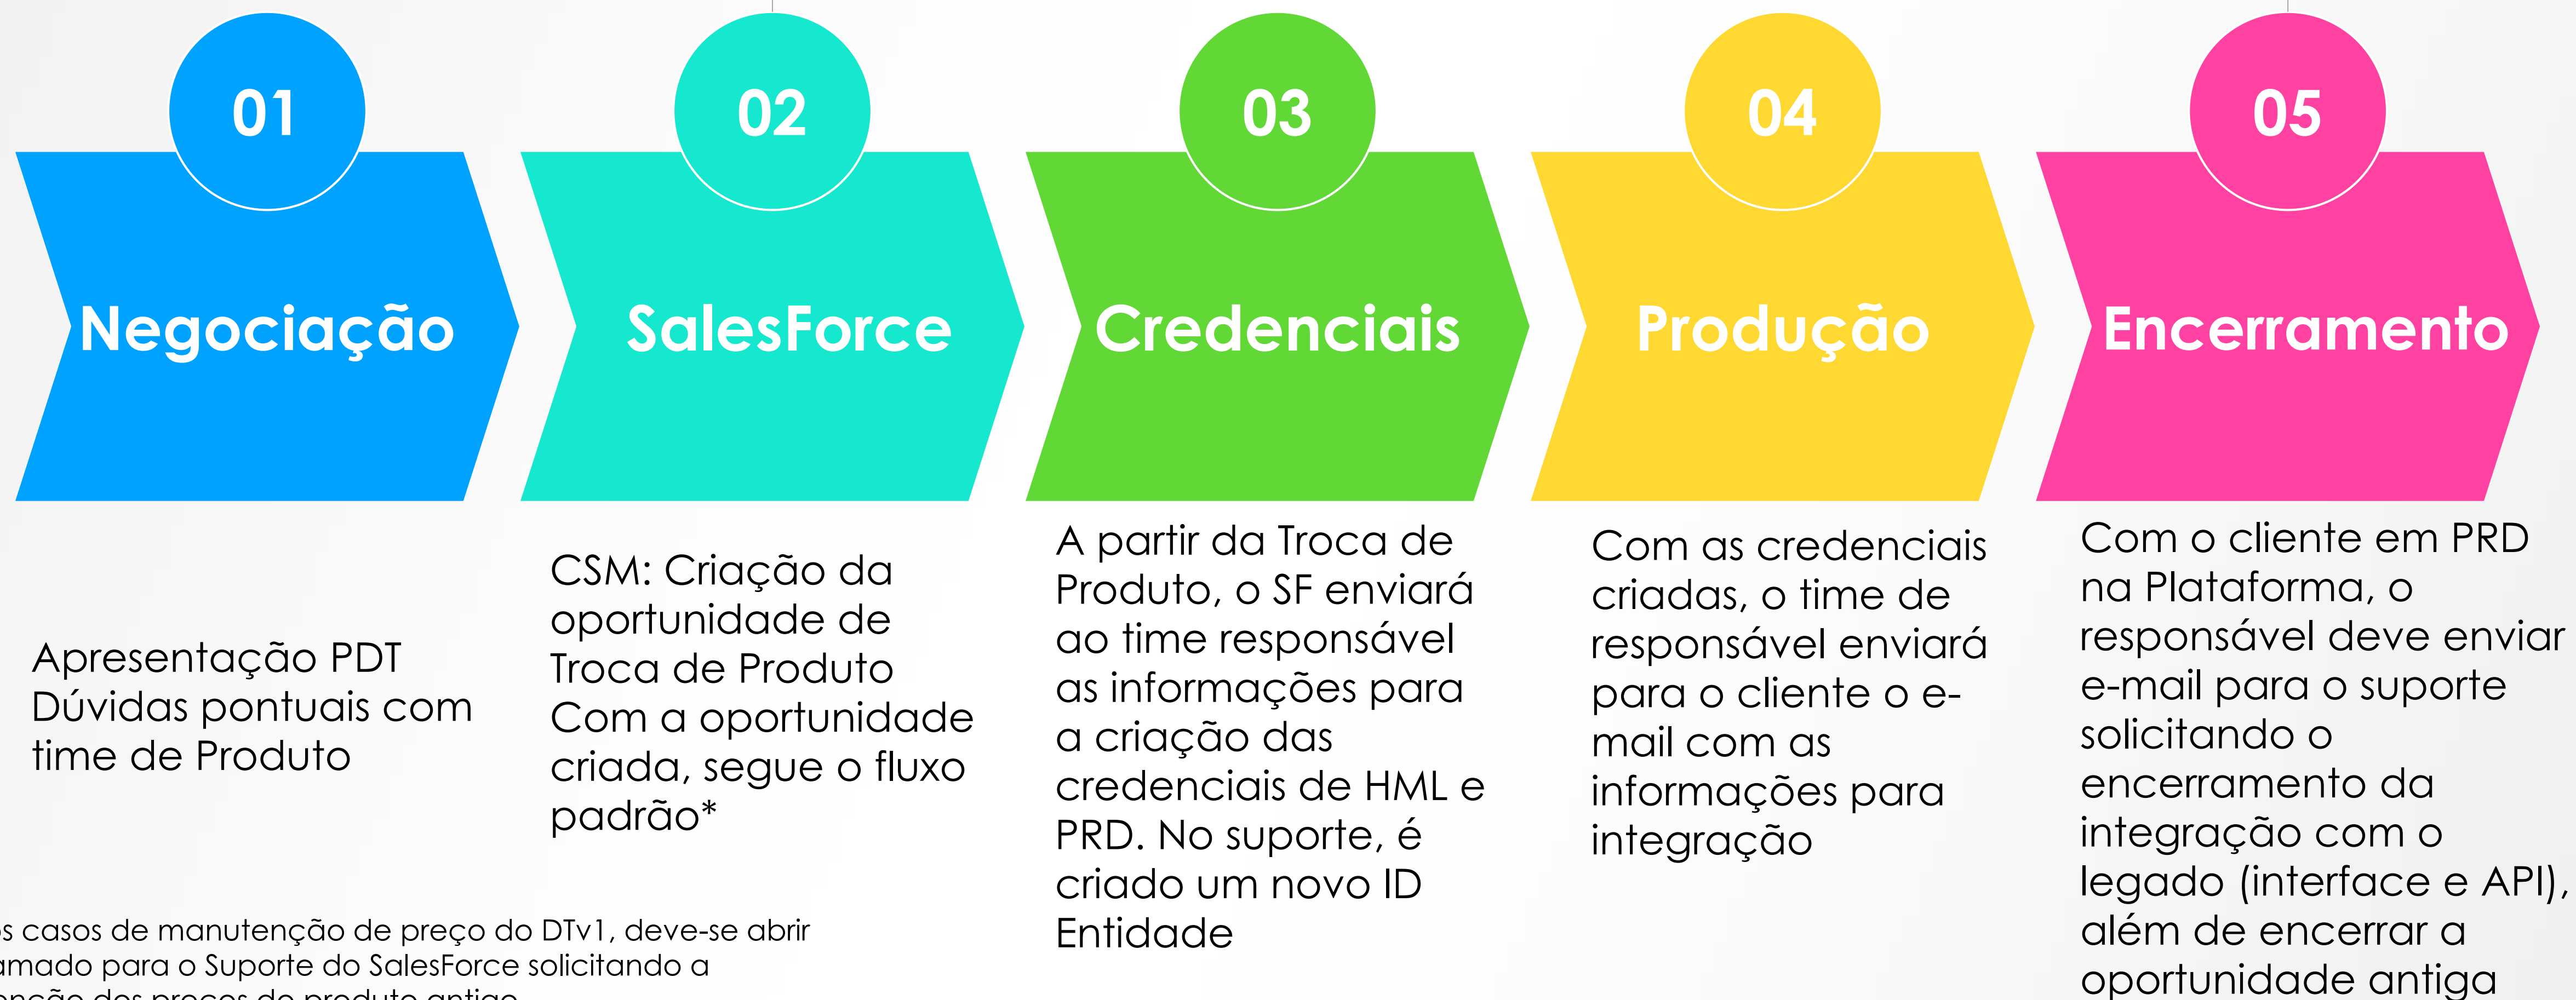 01
Negociação
Apresentação PDT
Dúvidas pontuais com
time de Produto
02
SalesForce
CSM: Criação da
oportunidade de
Troca de Produto
Com a oportunidade
criada, segue o fluxo
padrão*
03
Credenciais
A partir da Troca de
Produto, o SF enviará
ao time responsável
as informações para
a criação das
credenciais de HML e
PRD. No suporte, é
criado um novo ID
Entidade
04
Produção
Com as credenciais
criadas, o time de
responsável enviará
para o cliente o e-
mail com as
informações para
integração
05
Encerramento
Com o cliente em PRD
na Plataforma, o
responsável deve enviar
e-mail para o suporte
solicitando o
encerramento da
integração com o
legado (interface e API),
além de encerrar a
oportunidade antiga
casos de manutenção de preço do DTv1, deve-se abrir
para o Suporte do SalesForce solicitando a
dos preços do produto antigo